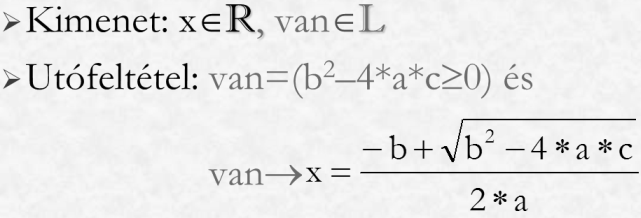 ➢Kimenet: x∈ℝ, van∈𝕃
➢Utófeltétel: van=(b²–4*a*c≥0) és
van→x = (−b + √(b² − 4 * a * c)) / (2 * a)